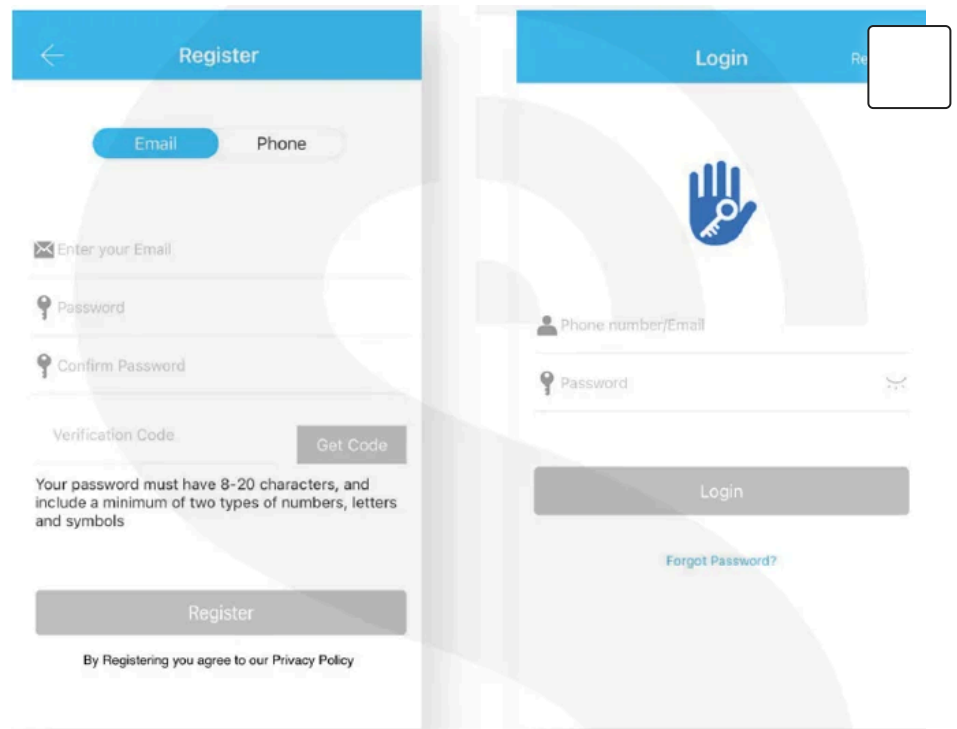 Register
Email
Phone
Enter your Email
Password
Confirm Password
Verification Code
Get Code
Your password must have 8-20 characters, and
include a minimum of two types of numbers, letters
and symbols
Register
By Registering you agree to our Privacy Policy
Login
Phone number/Email
Password
Login
Forgot Password?